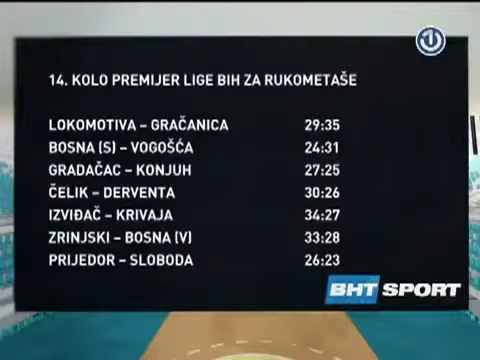 14. KOLO PREMIJER LIGE BIH ZA RUKOMETAŠE
LOKOMOTIVA – GRAČANICA 29:35
BOSNA (S) – VOGOŠĆA 24:31
GRADAČAC – KONJUH 27:25
ČELIK – DERVENTA 30:26
IZVIĐAČ – KRIVAJA 34:27
ZRINJSKI – BOSNA (V) 33:28
PRIJEDOR – SLOBODA 26:23
BHT SPORT